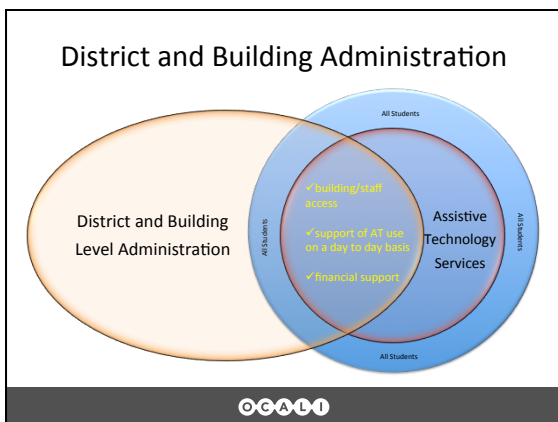 District and Building Administration
All Students
✓building/staff
access
✓support of AT use
on a day to day basis
✓financial support
District and Building
Level Administration
All Students
Assistive
Technology
Services
All Students
All Students
OCALI